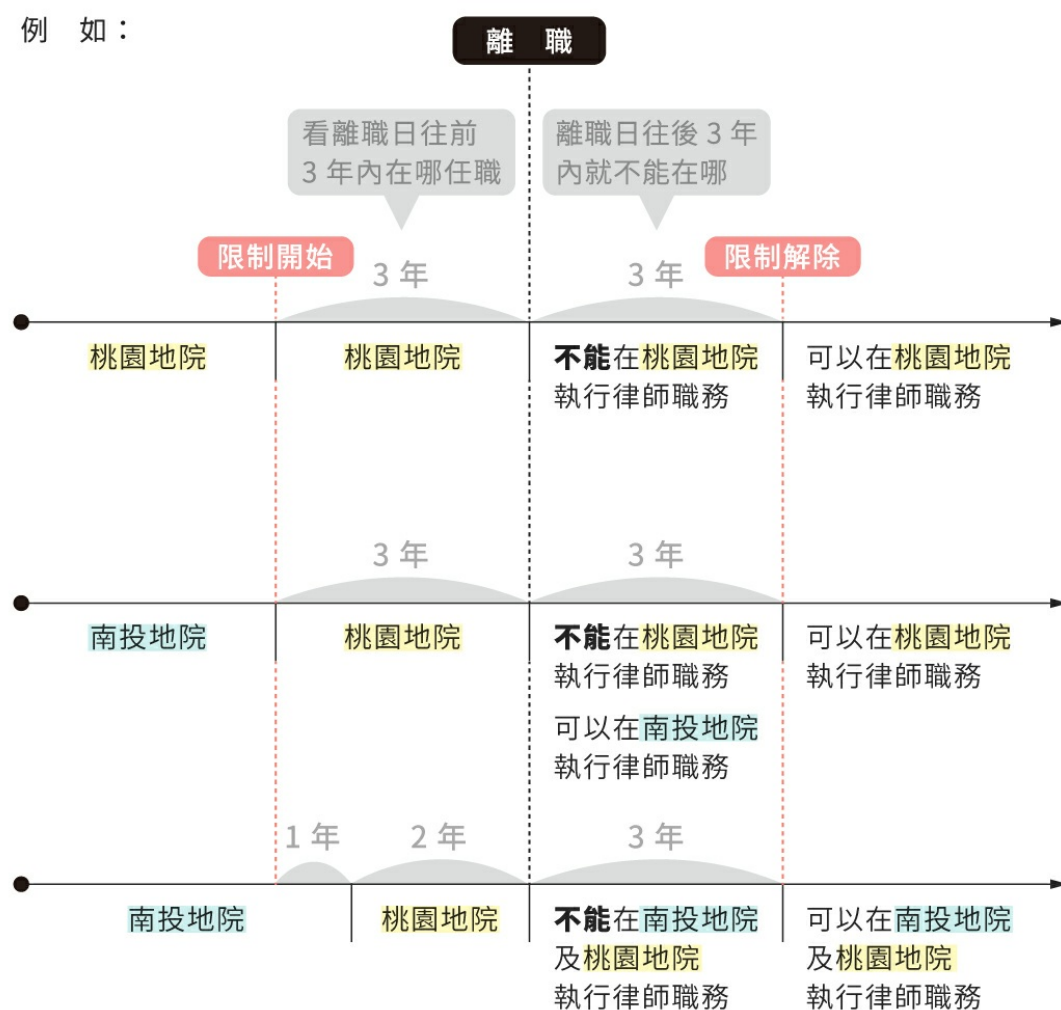 例　如：
離　職
看離職日往前
3 年內在哪任職
離職日往後 3 年
內就不能在哪
限制開始
限制解除
3 年
3 年
桃園地院
桃園地院
不能在桃園地院
執行律師職務
可以在桃園地院
執行律師職務
3 年
3 年
南投地院
桃園地院
不能在桃園地院
執行律師職務
可以在南投地院
執行律師職務
可以在桃園地院
執行律師職務
1 年
2 年
3 年
南投地院
桃園地院
不能在南投地院
及桃園地院
執行律師職務
可以在南投地院
及桃園地院
執行律師職務